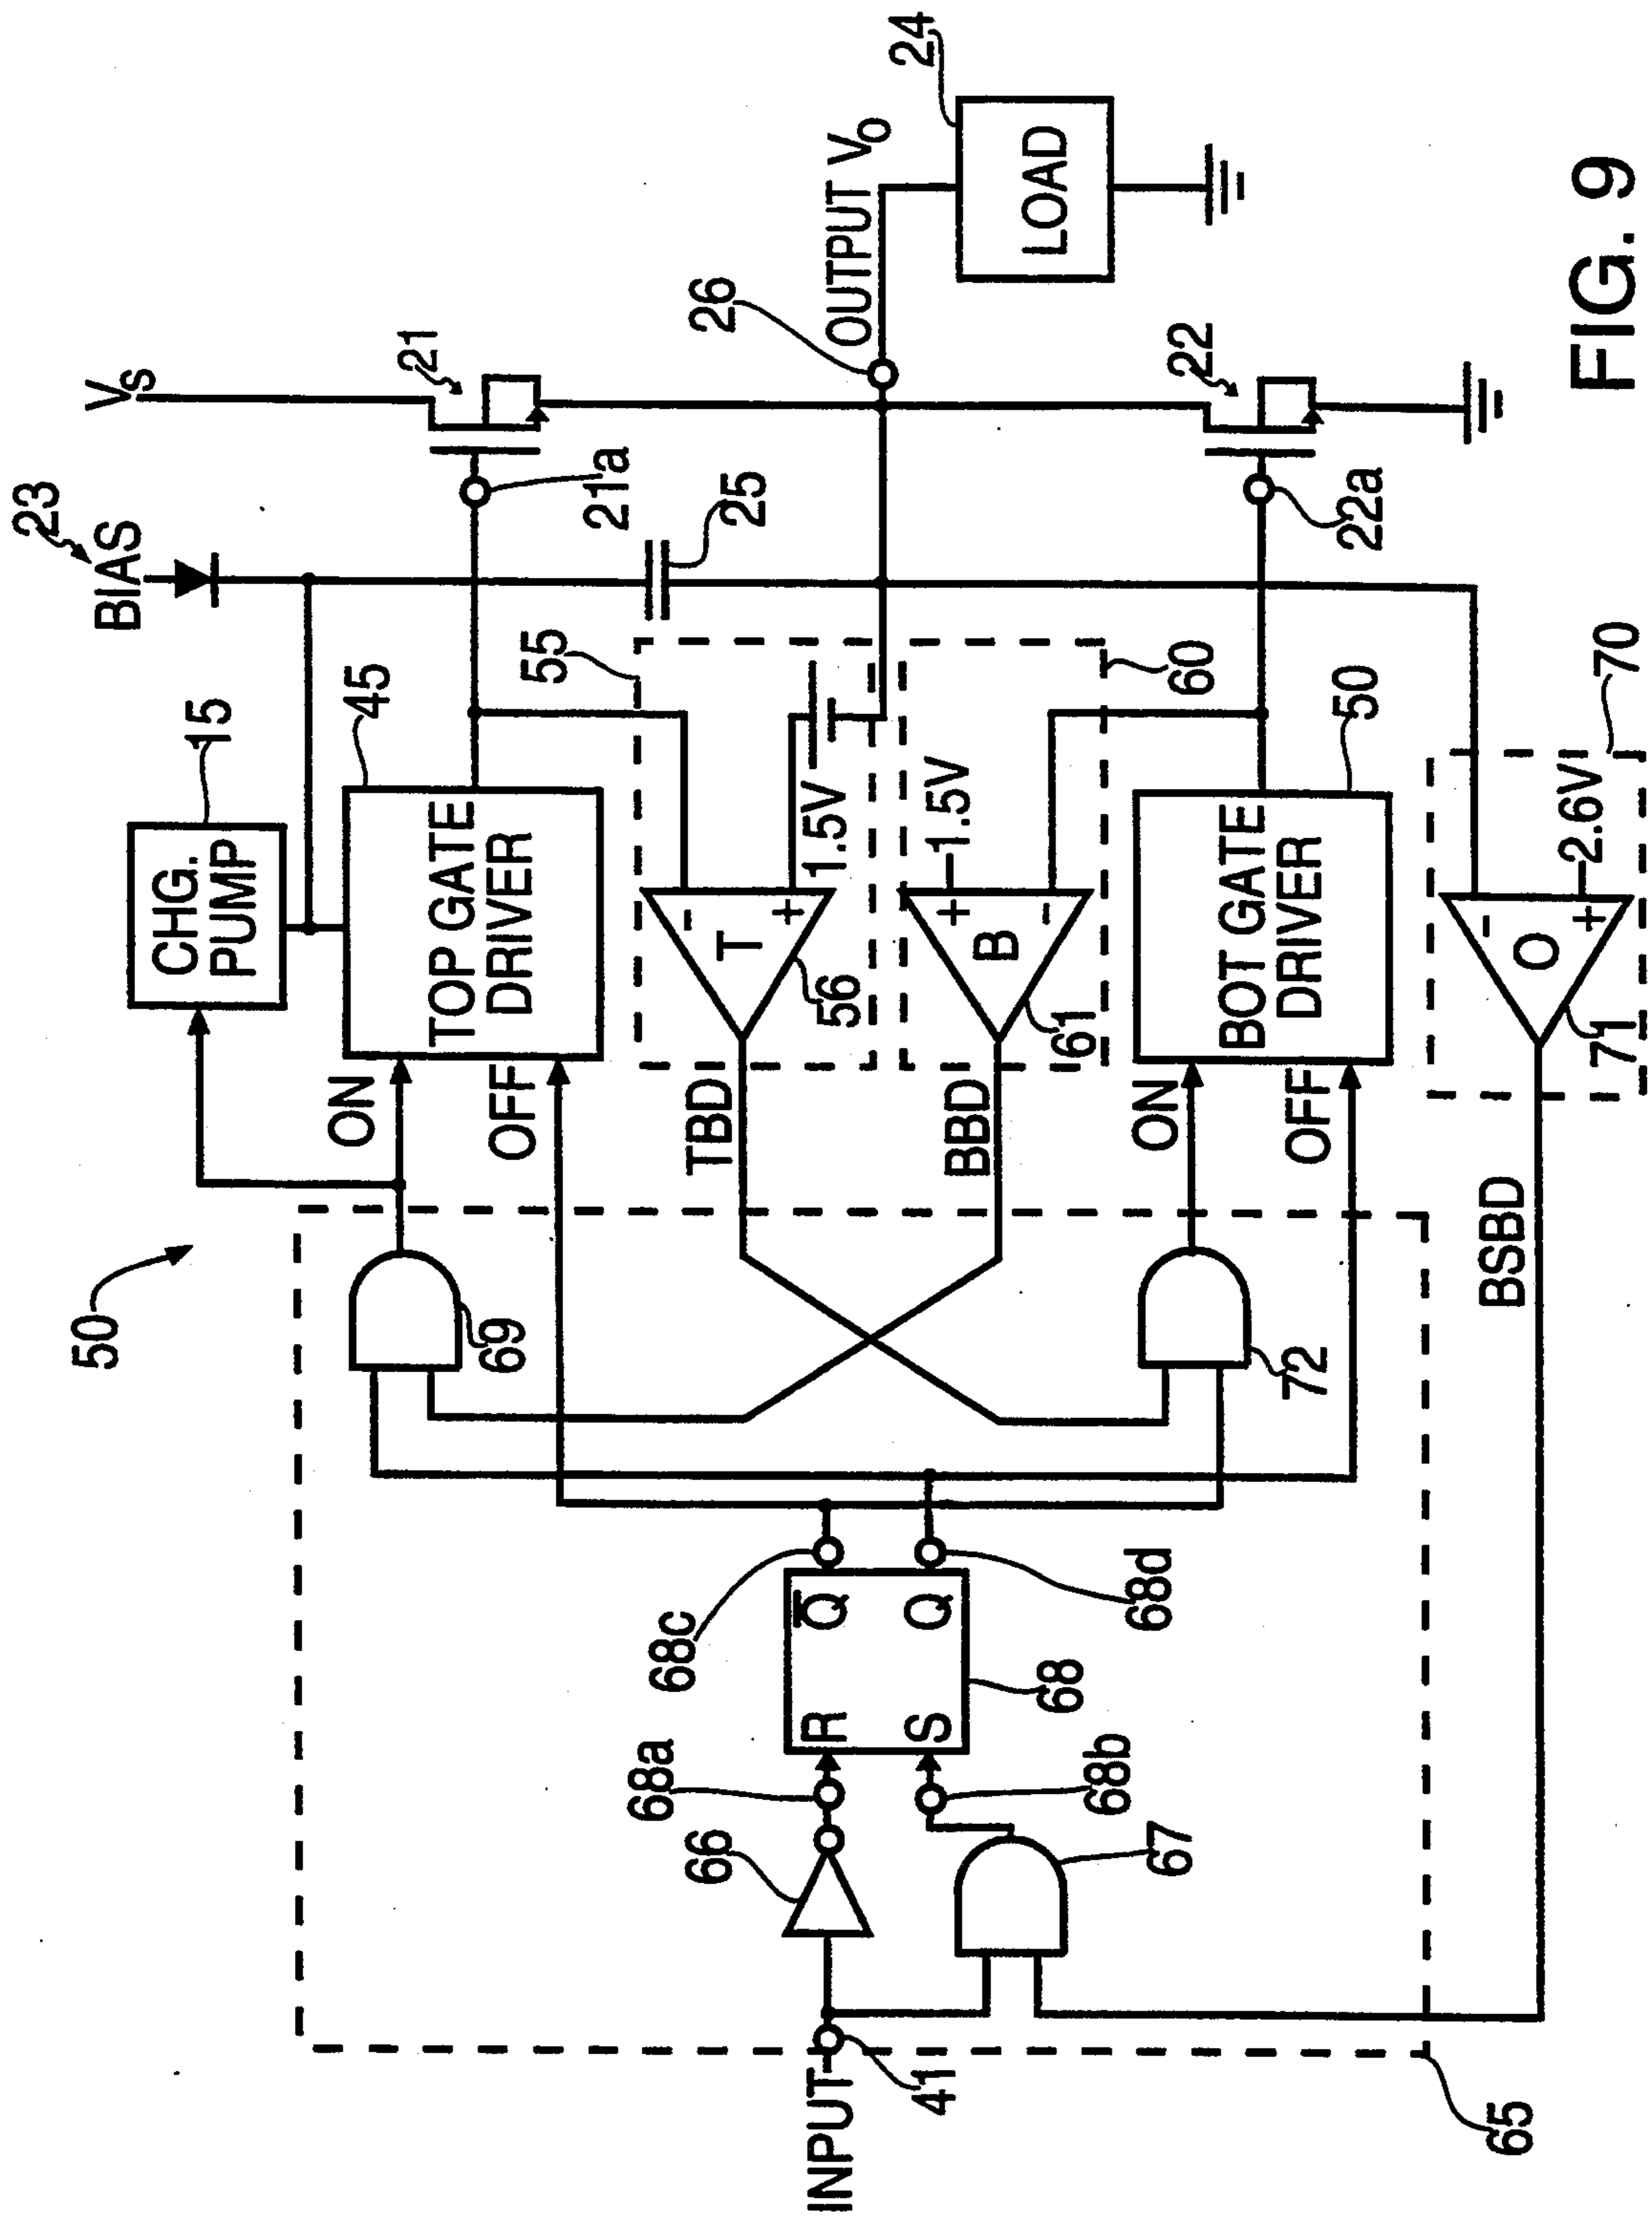 50
23
BIAS
V_S
15
CHG.
PUMP
45
21
ON
OFF
TOP GATE
DRIVER
21a
69
55
25
26
OUTPUT V_O
24
LOAD
TBD
T
-
+
1.5V
56
68c
68a
66
R
Q̅
S
Q
68
68d
68b
INPUT
41
67
BBD
B
+
-
1.5V
61
60
22
22a
72
ON
OFF
BOT GATE
DRIVER
50
BSBD
O
-
+
2.6V
71
70
65
FIG. 9